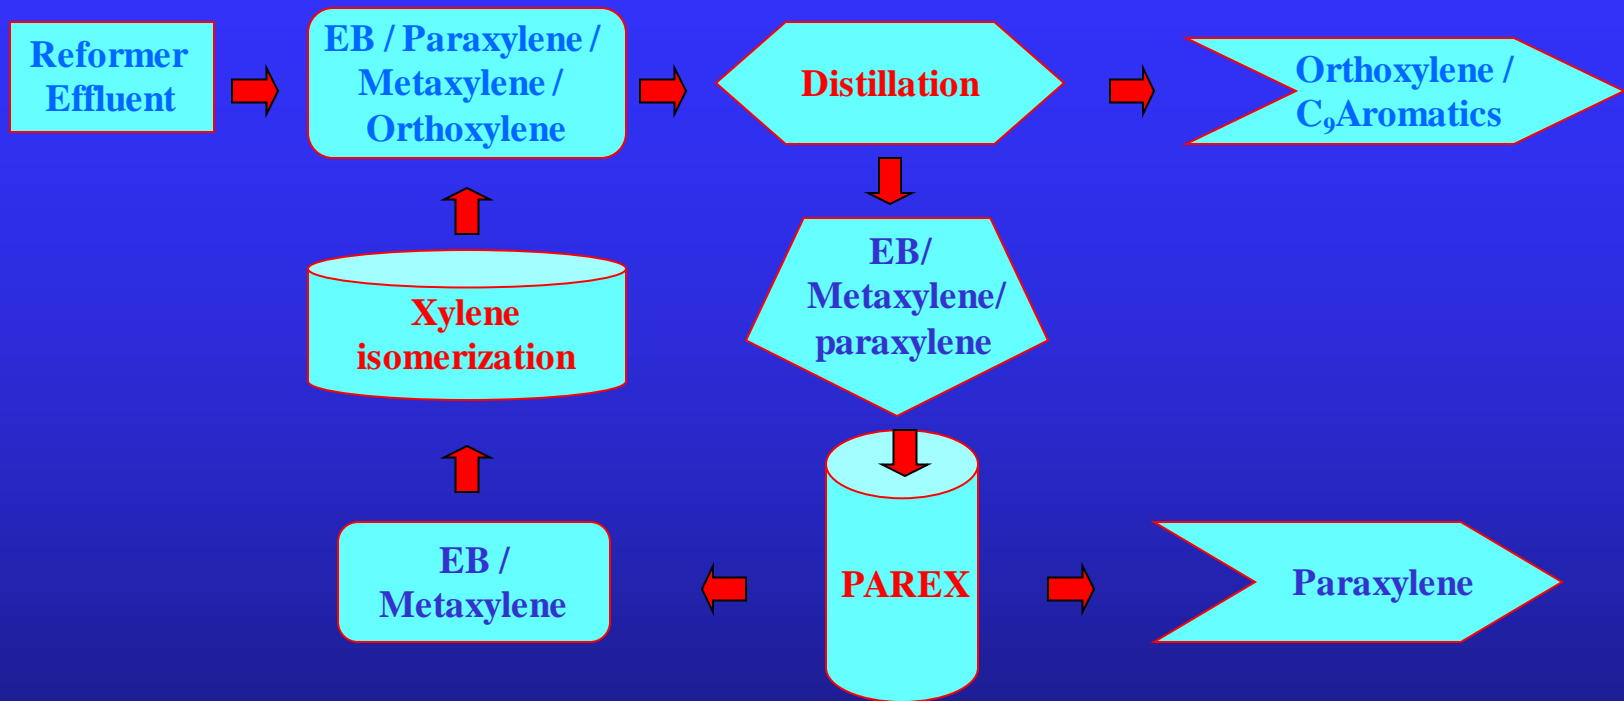 Reformer
Effluent
EB / Paraxylene /
Metaxylene /
Orthoxylene
Distillation
Orthoxylene /
C₉Aromatics
EB/
Metaxylene/
paraxylene
Xylene
isomerization
EB /
Metaxylene
PAREX
Paraxylene